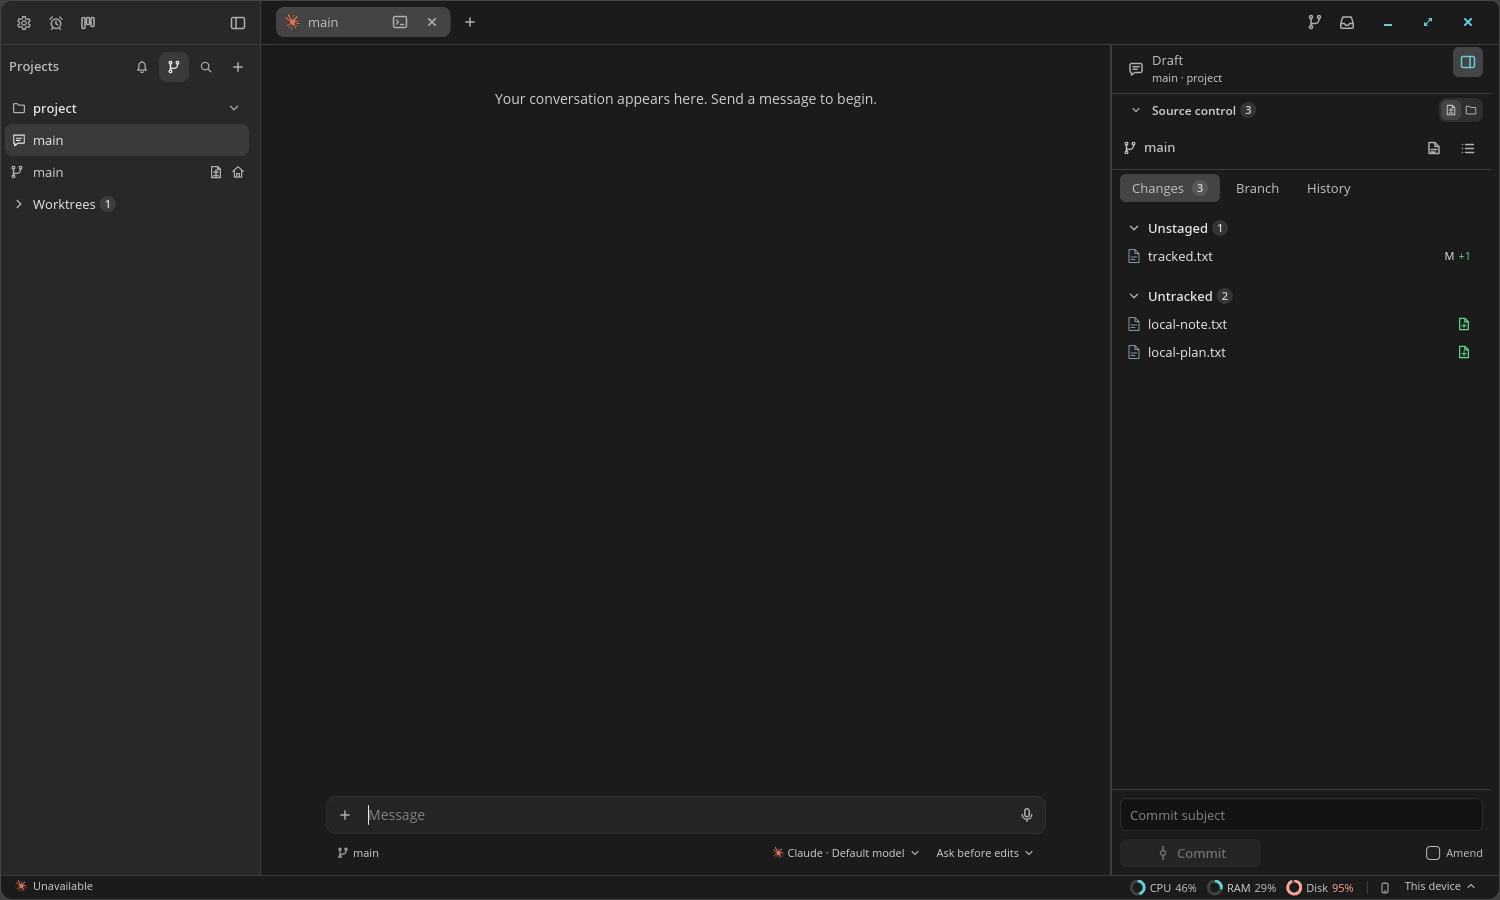 main
Projects
project
main
main
Worktrees 1
Your conversation appears here. Send a message to begin.
Message
main
Claude · Default model
Ask before edits
Draft
main · project
Source control 3
main
Changes 3
Branch
History
Unstaged 1
tracked.txt M +1
Untracked 2
local-note.txt
local-plan.txt
Commit subject
Commit
Amend
Unavailable
CPU 46%
RAM 29%
Disk 95%
This device